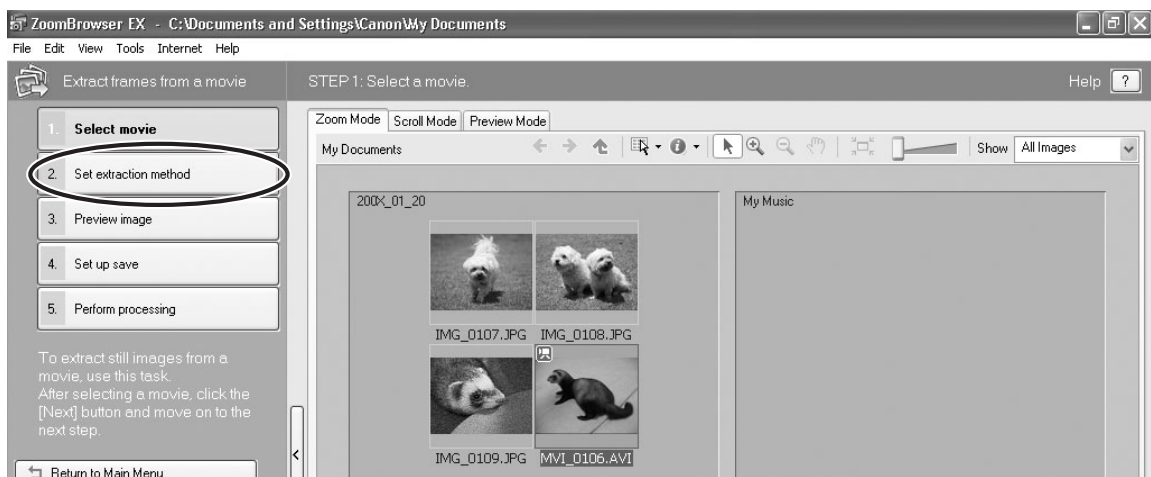 ZoomBrowser EX - C:\Documents and Settings\Canon\My Documents
File Edit View Tools Internet Help
Extract frames from a movie
STEP 1: Select a movie.
Help ?
1. Select movie
2. Set extraction method
3. Preview image
4. Set up save
5. Perform processing
To extract still images from a
movie, use this task.
After selecting a movie, click the
[Next] button and move on to the
next step.
Return to Main Menu
Zoom Mode Scroll Mode Preview Mode
My Documents
Show All Images
200X_01_20
IMG_0107.JPG IMG_0108.JPG
IMG_0109.JPG MVI_0106.AVI
My Music